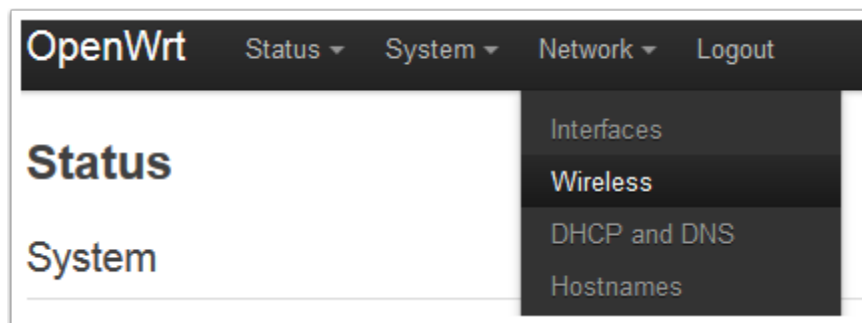 OpenWrt Status System Network Logout
Interfaces
Wireless
DHCP and DNS
Hostnames
Status
System